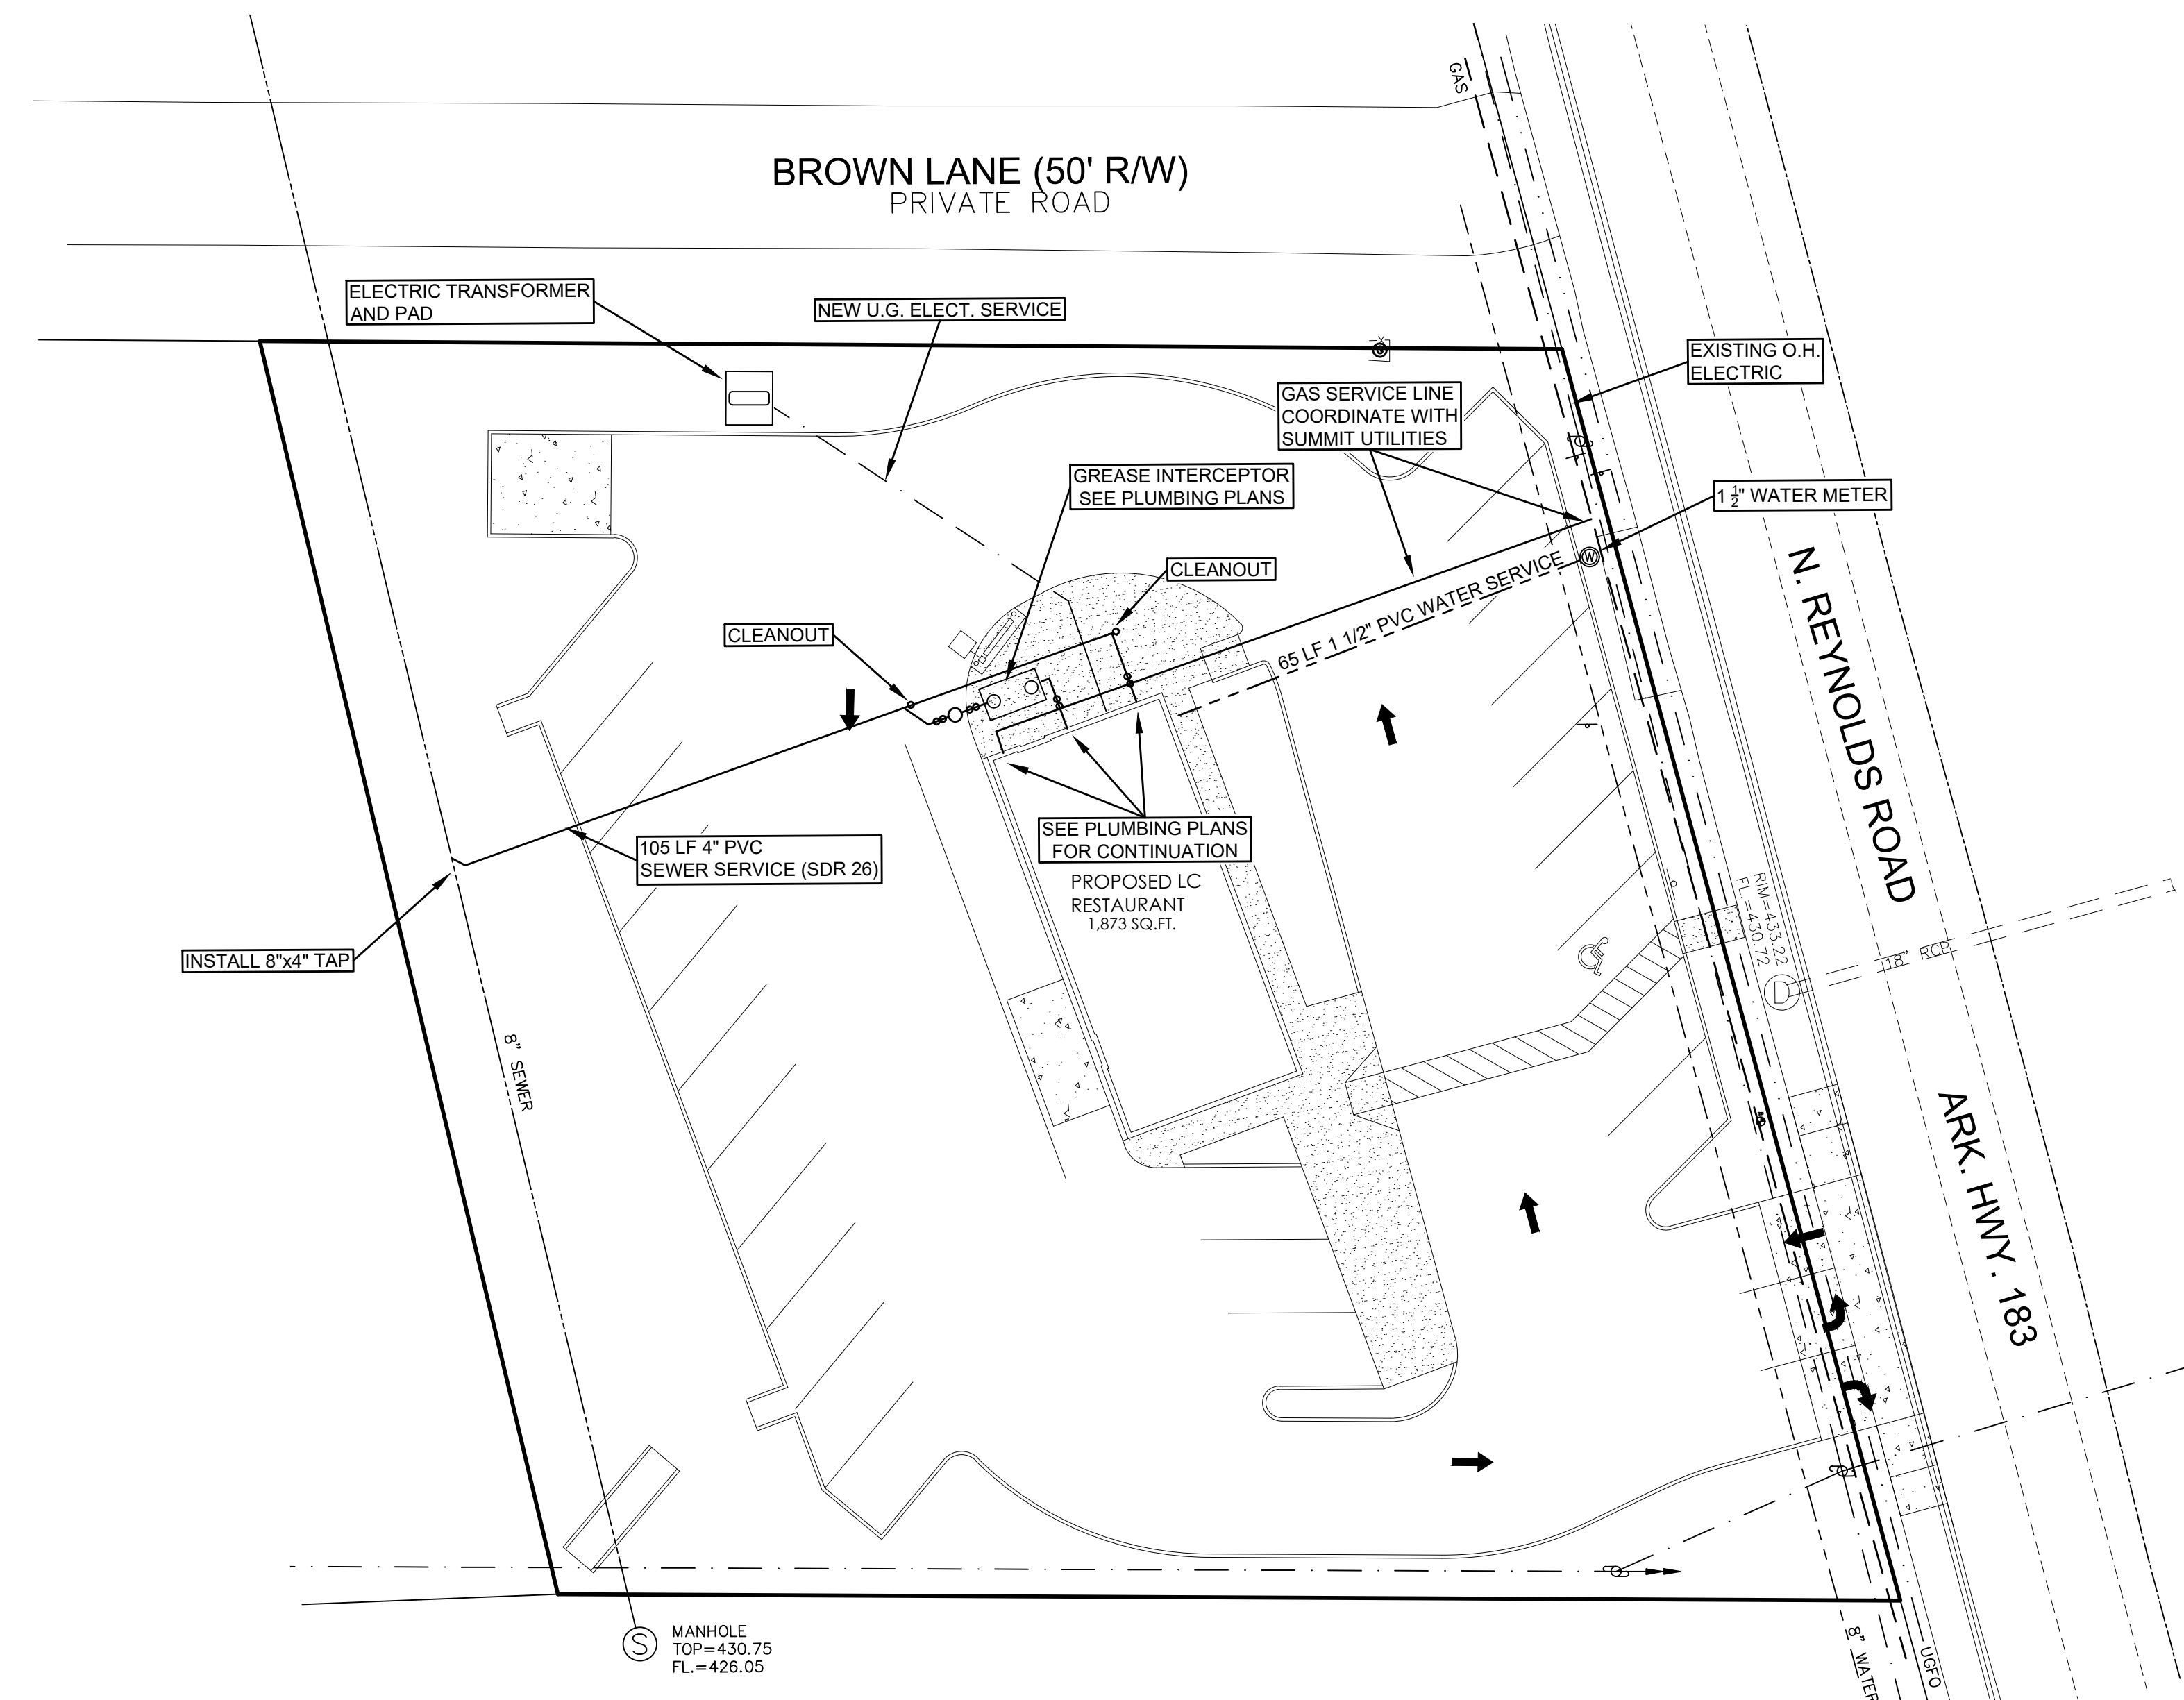 GAS
BROWN LANE (50' R/W)
PRIVATE ROAD
ELECTRIC TRANSFORMER
AND PAD
NEW U.G. ELECT. SERVICE
X
EXISTING O.H.
ELECTRIC
GAS SERVICE LINE
COORDINATE WITH
SUMMIT UTILITIES
GREASE INTERCEPTOR
SEE PLUMBING PLANS
1 1/2" WATER METER
W
CLEANOUT
65 LF 1 1/2" PVC WATER SERVICE
CLEANOUT
N. REYNOLDS ROAD
SEE PLUMBING PLANS
FOR CONTINUATION
105 LF 4" PVC
SEWER SERVICE (SDR 26)
PROPOSED LC
RESTAURANT
1,873 SQ.FT.
RIM=433.22
FL.=430.72
INSTALL 8"x4" TAP
18" RCP
D
8" SEWER
ARK. HWY. 183
S
MANHOLE
TOP=430.75
FL.=426.05
8" WATER
UGFO